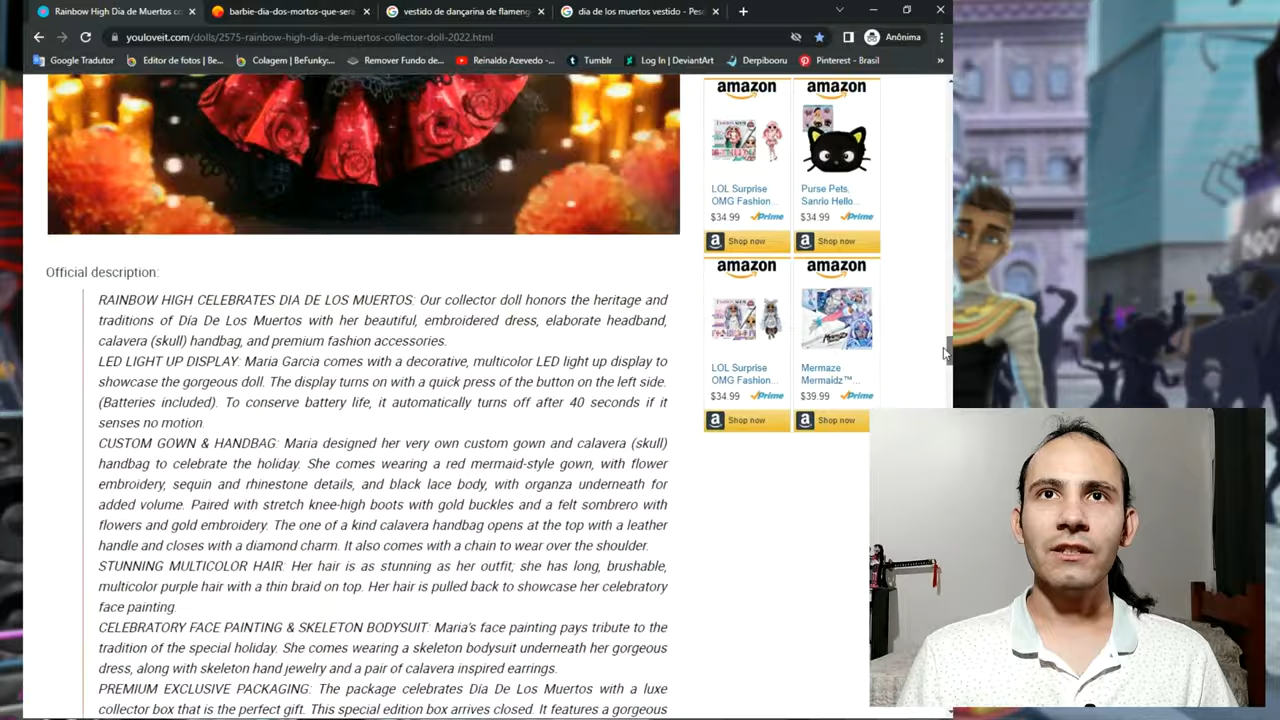 Rainbow High Dia de Muertos co
barbie-dia-dos-mortos-que-sera
vestido de dançarina de flameng
dia de los muertos vestido - Pes
youloveit.com/dolls/2575-rainbow-high-dia-de-muertos-collector-doll-2022.html
Anônima
Google Tradutor
Editor de fotos | Be...
Colagem | BeFunky...
Remover Fundo de...
Reinaldo Azevedo -...
Tumblr
Log In | DeviantArt
Derpibooru
Pinterest - Brasil
amazon
amazon
LOL Surprise
OMG Fashion...
$34.99 Prime
Shop now
Purse Pets,
Sanrio Hello...
$34.99 Prime
Shop now
amazon
amazon
LOL Surprise
OMG Fashion...
$34.99 Prime
Shop now
Mermaze
Mermaidz™...
$39.99 Prime
Shop now
Official description:
RAINBOW HIGH CELEBRATES DIA DE LOS MUERTOS: Our collector doll honors the heritage and
traditions of Dia De Los Muertos with her beautiful, embroidered dress, elaborate headband,
calavera (skull) handbag, and premium fashion accessories.
LED LIGHT UP DISPLAY: Maria Garcia comes with a decorative, multicolor LED light up display to
showcase the gorgeous doll. The display turns on with a quick press of the button on the left side.
(Batteries included). To conserve battery life, it automatically turns off after 40 seconds if it
senses no motion.
CUSTOM GOWN & HANDBAG: Maria designed her very own custom gown and calavera (skull)
handbag to celebrate the holiday. She comes wearing a red mermaid-style gown, with flower
embroidery, sequin and rhinestone details, and black lace body, with organza underneath for
added volume. Paired with stretch knee-high boots with gold buckles and a felt sombrero with
flowers and gold embroidery. The one of a kind calavera handbag opens at the top with a leather
handle and closes with a diamond charm. It also comes with a chain to wear over the shoulder.
STUNNING MULTICOLOR HAIR: Her hair is as stunning as her outfit; she has long, brushable,
multicolor purple hair with a thin braid on top. Her hair is pulled back to showcase her celebratory
face painting.
CELEBRATOTY FACE PAINTING & SKELETON BODYSUIT: Maria's face painting pays tribute to the
tradition of the special holiday. She comes wearing a skeleton bodysuit underneath her gorgeous
dress, along with skeleton hand jewelry and a pair of calavera inspired earrings.
PREMIUM EXCLUSIVE PACKAGING: The package celebrates Dia De Los Muertos with a luxe
collector box that is the perfect gift. This special edition box arrives closed. It features a gorgeous